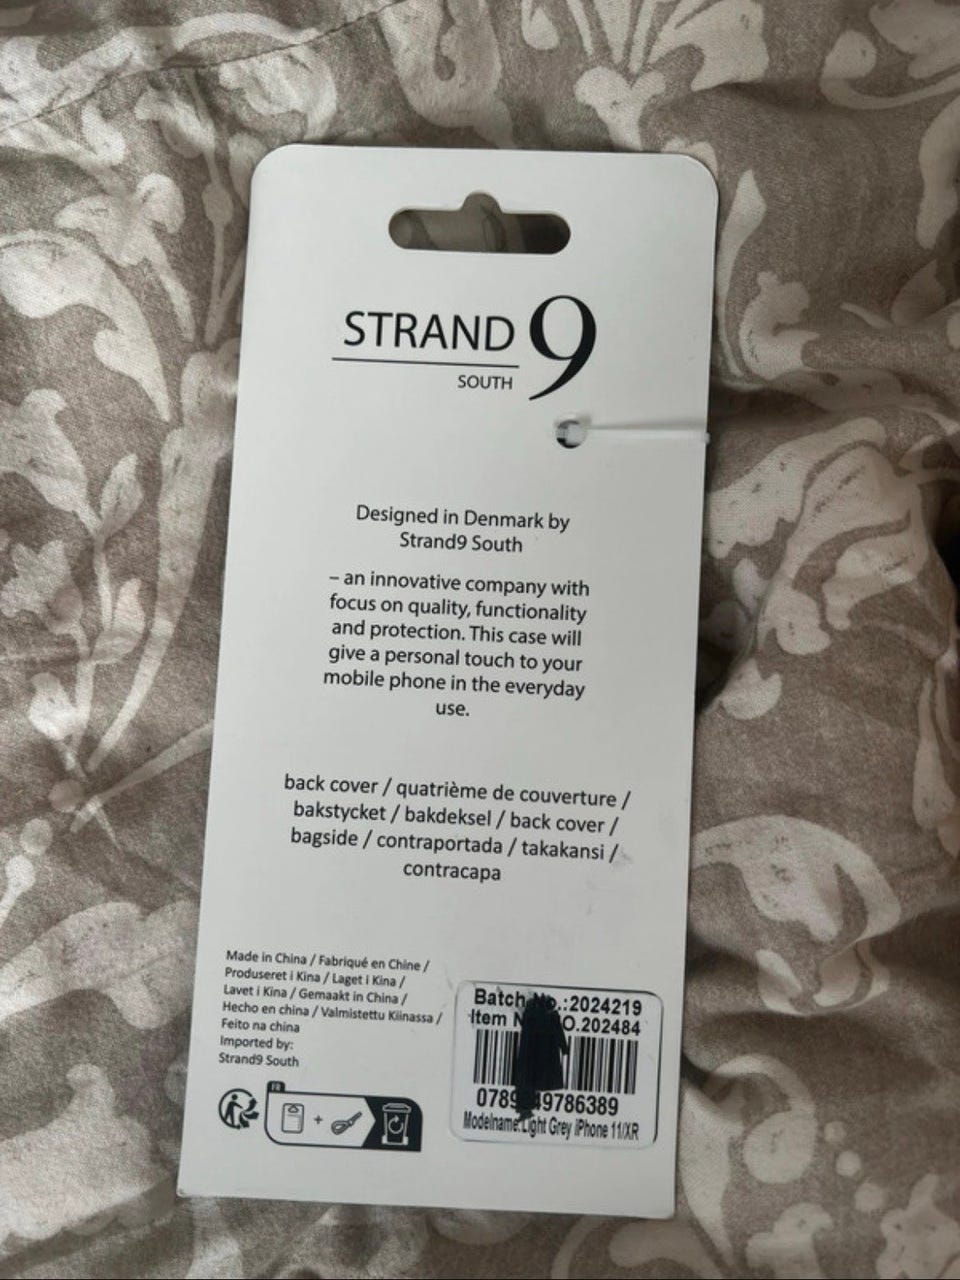 STRAND 9
SOUTH
Designed in Denmark by
Strand9 South
– an innovative company with
focus on quality, functionality
and protection. This case will
give a personal touch to your
mobile phone in the everyday
use.
back cover / quatrième de couverture /
bakstycket / bakdeksel / back cover /
bagside / contraportada / takakansi /
contracapa
Made in China / Fabriqué en Chine /
Produseret i Kina / Laget i Kina /
Lavet i Kina / Gemaakt in China /
Hecho en china / Valmistettu Kiinassa /
Feito na china
Imported by:
Strand9 South
FR
+
Batch No.:2024219
Item
Modelname:Light Grey iPhone 11/XR